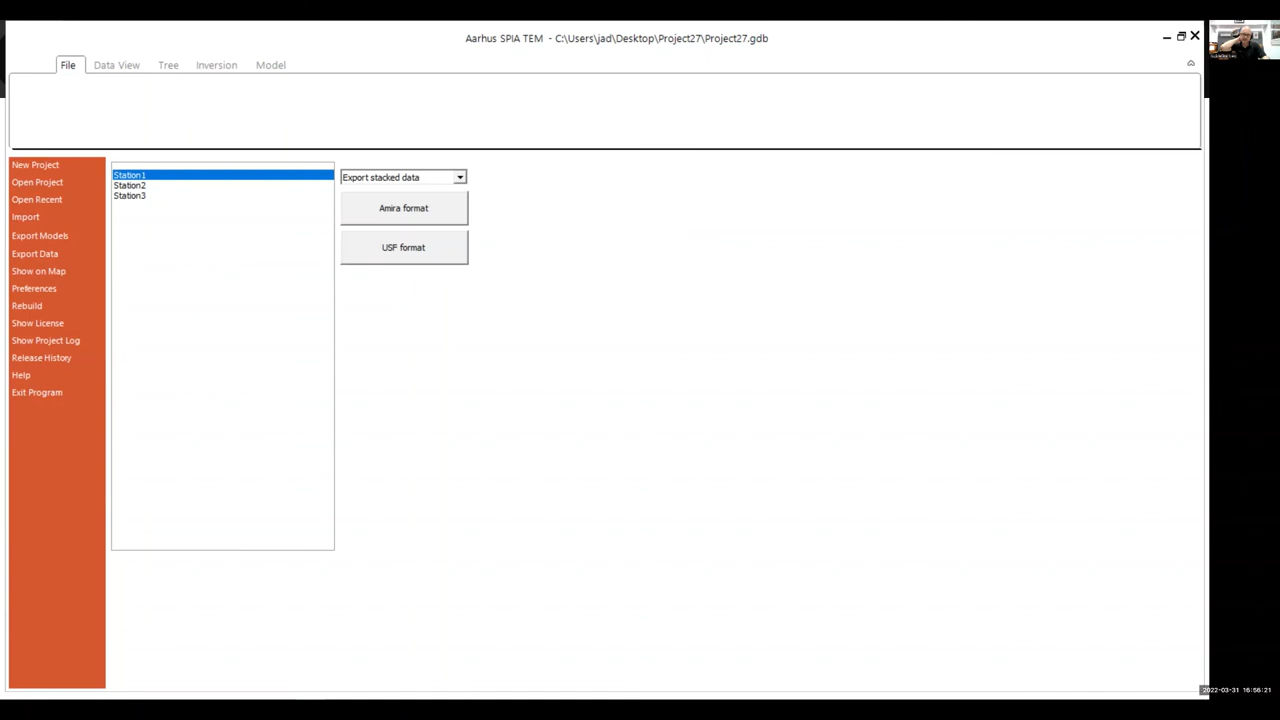 Aarhus SPIA TEM - C:\Users\jad\Desktop\Project27\Project27.gdb
File
Data View
Tree
Inversion
Model
New Project
Open Project
Open Recent
Import
Export Models
Export Data
Show on Map
Preferences
Rebuild
Show License
Show Project Log
Release History
Help
Exit Program
Station1
Station2
Station3
Export stacked data
Amira format
USF format
2022-03-31 16:56:21